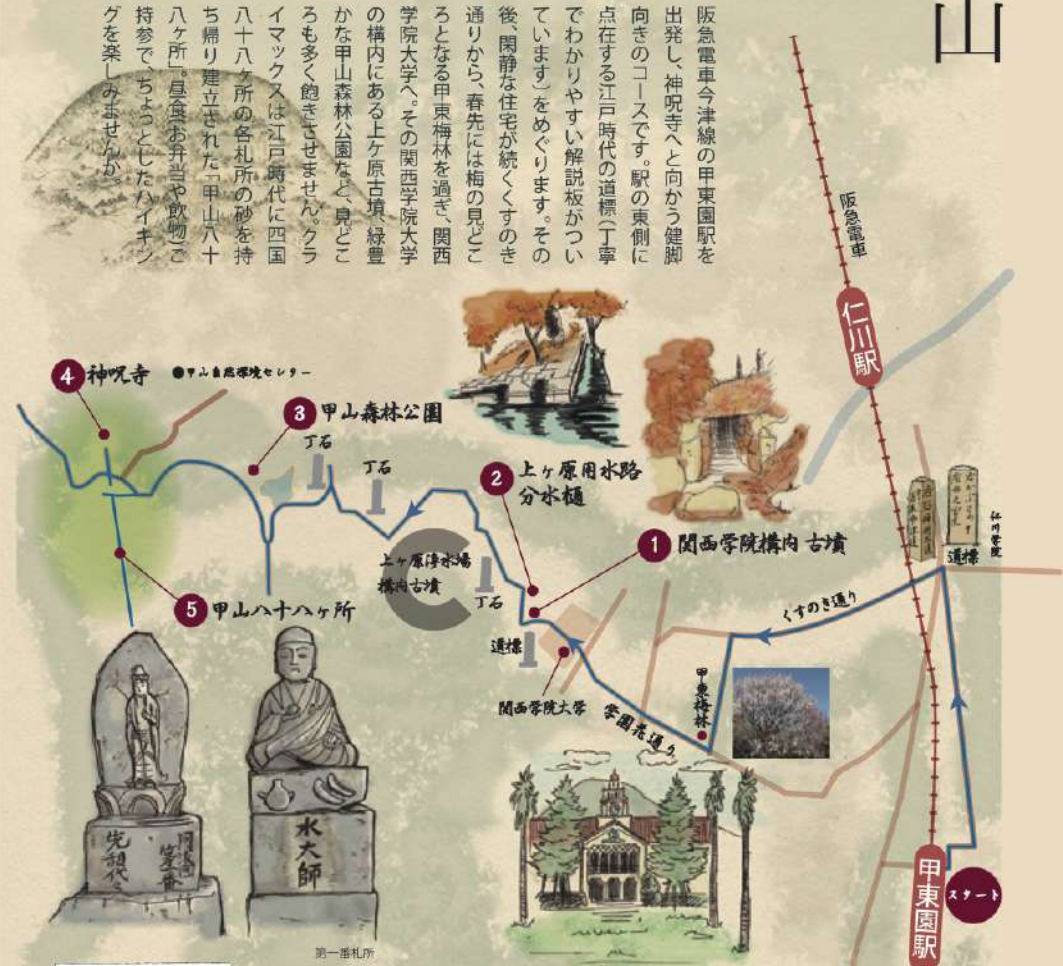 山
阪急電車今津線の甲東園駅を
出発し、神呪寺へと向かう健脚
向きのコースです。駅の東側に
点在する江戸時代の道標(丁寧
でわかりやすい解説板がつい
ています)をめぐります。その
後、閑静な住宅が続くくすのき
通りから、春先には梅の見どこ
ろとなる甲東梅林を過ぎ、関西
学院大学へ。その関西学院大学
の構内にある上ケ原古墳、緑豊
かな甲山森林公園など、見どこ
ろも多く飽きさせません。クラ
イマックスは江戸時代に四国
八十八ヶ所の各札所の砂を持
ち帰り建立された「甲山八十
八ヶ所」。昼食(お弁当や飲物)ご
持参で、ちょっとしたハイキン
グを楽しみませんか。
阪急電車
仁川駅
4 神呪寺
●甲山自然環境センター
3 甲山森林公園
丁石
丁石
2 上ヶ原用水路
分水樋
1 関西学院構内 古墳
仁川学院
道標
上ヶ原浄水場
構内古墳
丁石
くすのき通り
5 甲山八十八ヶ所
道標
関西学院大学
甲東梅林
学園花通り
水大師
先祖代々
第一番札所
甲東園駅
スタート